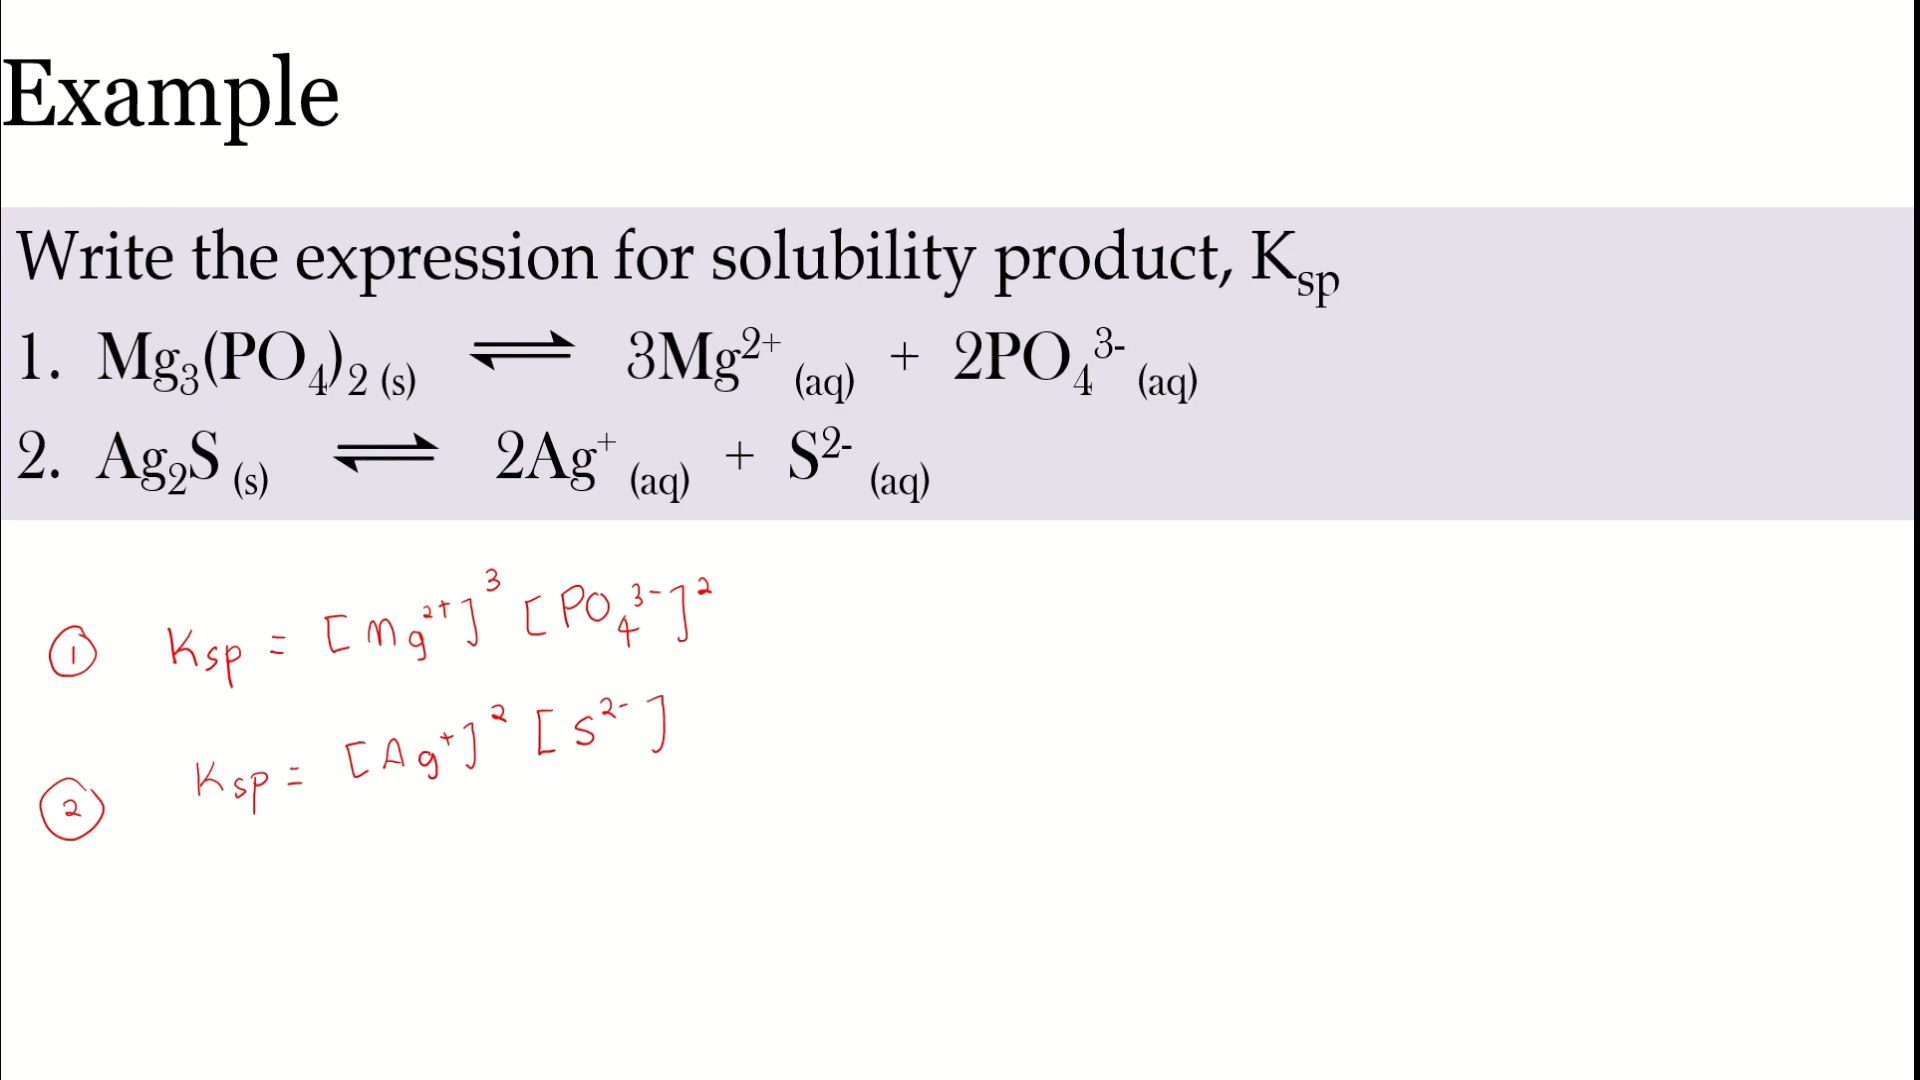 Example
Write the expression for solubility product, Kₛₚ
1. Mg₃(PO₄)₂ (s) ⇌ 3Mg²⁺ (aq) + 2PO₄³⁻ (aq)
2. Ag₂S (s) ⇌ 2Ag⁺ (aq) + S²⁻ (aq)
① Ksp = [Mg²⁺]³ [PO₄³⁻]²
② Ksp = [Ag⁺]² [S²⁻]